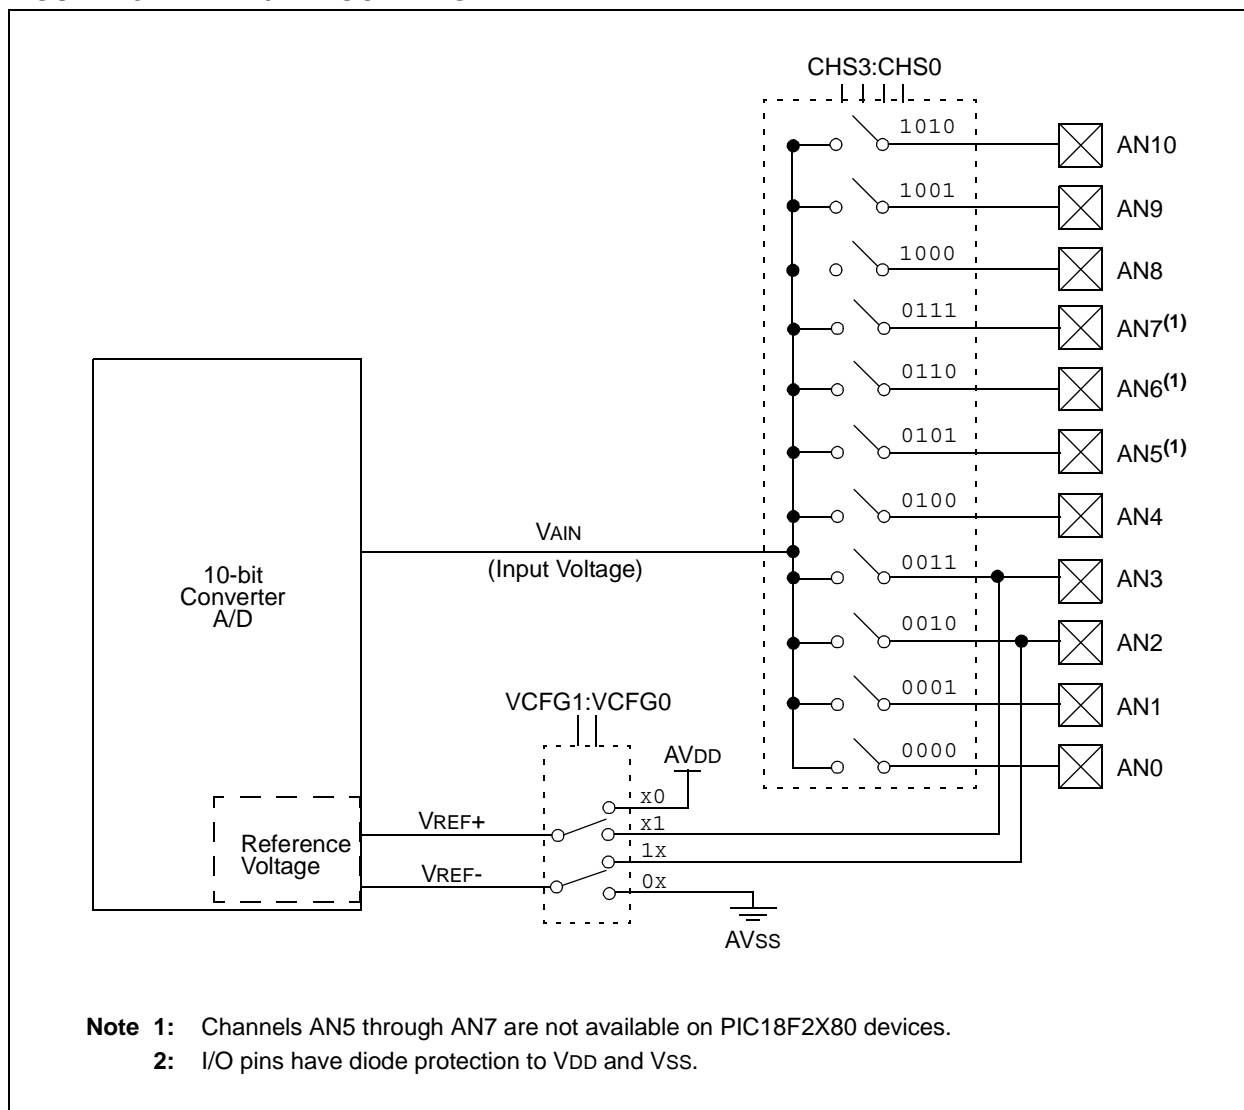 CHS3:CHS0
1010
AN10
1001
AN9
1000
AN8
0111
AN7(1)
0110
AN6(1)
0101
AN5(1)
0100
AN4
VAIN
(Input Voltage)
0011
AN3
10-bit
Converter
A/D
0010
AN2
VCFG1:VCFG0
0001
AN1
AVDD
0000
AN0
x0
VREF+
x1
Reference
Voltage
1x
VREF-
0x
AVSS
Note 1: Channels AN5 through AN7 are not available on PIC18F2X80 devices.
2: I/O pins have diode protection to VDD and VSS.